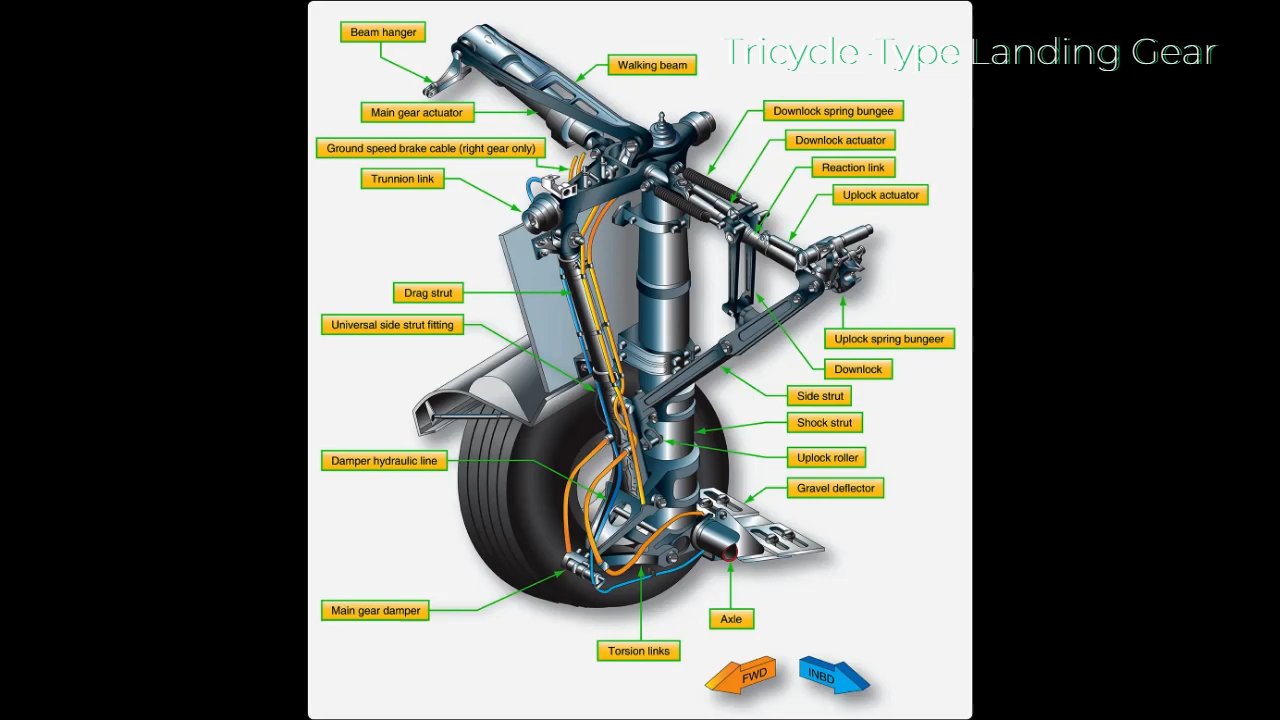 Tricycle-Type Landing Gear
Beam hanger
Walking beam
Main gear actuator
Downlock spring bungee
Ground speed brake cable (right gear only)
Downlock actuator
Trunnion link
Reaction link
Uplock actuator
Drag strut
Universal side strut fitting
Uplock spring bungeer
Downlock
Side strut
Shock strut
Damper hydraulic line
Uplock roller
Gravel deflector
Main gear damper
Axle
Torsion links
FWD
INBD